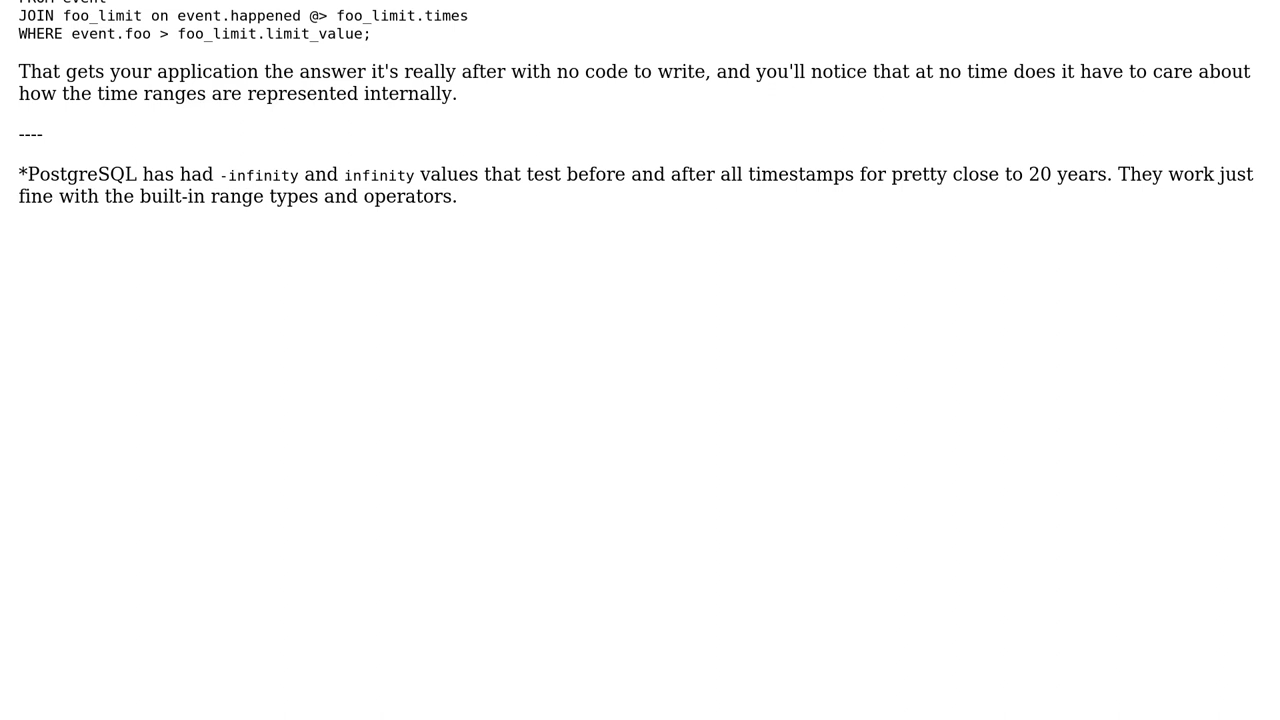 FROM event
JOIN foo_limit on event.happened @> foo_limit.times
WHERE event.foo > foo_limit.limit_value;
That gets your application the answer it's really after with no code to write, and you'll notice that at no time does it have to care about
how the time ranges are represented internally.
----
*PostgreSQL has had -infinity and infinity values that test before and after all timestamps for pretty close to 20 years. They work just
fine with the built-in range types and operators.